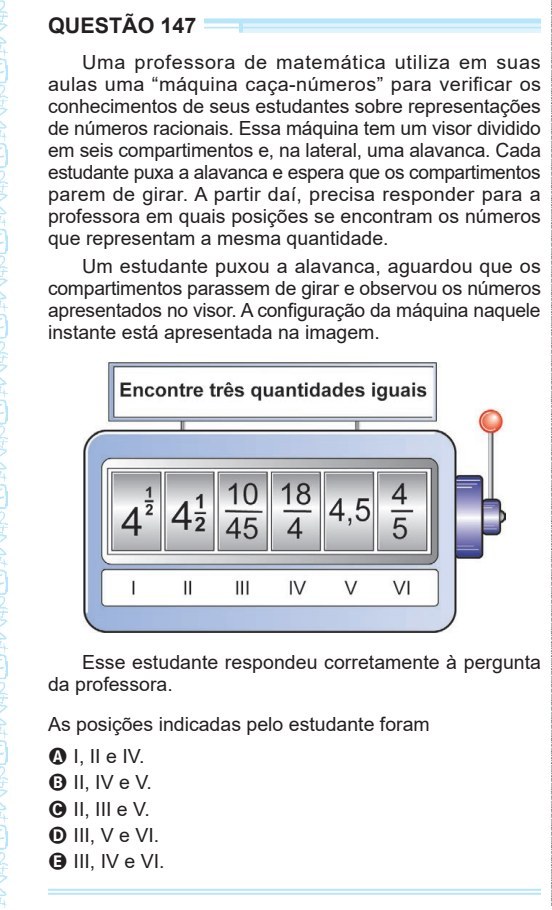 QUESTÃO 147
Uma professora de matemática utiliza em suas
aulas uma “máquina caça-números” para verificar os
conhecimentos de seus estudantes sobre representações
de números racionais. Essa máquina tem um visor dividido
em seis compartimentos e, na lateral, uma alavanca. Cada
estudante puxa a alavanca e espera que os compartimentos
parem de girar. A partir daí, precisa responder para a
professora em quais posições se encontram os números
que representam a mesma quantidade.
Um estudante puxou a alavanca, aguardou que os
compartimentos parassem de girar e observou os números
apresentados no visor. A configuração da máquina naquele
instante está apresentada na imagem.
Encontre três quantidades iguais
4^(1/2) 4 1/2 10/45 18/4 4,5 4/5
I II III IV V VI
Esse estudante respondeu corretamente à pergunta
da professora.
As posições indicadas pelo estudante foram
A I, II e IV.
B II, IV e V.
C II, III e V.
D III, V e VI.
E III, IV e VI.